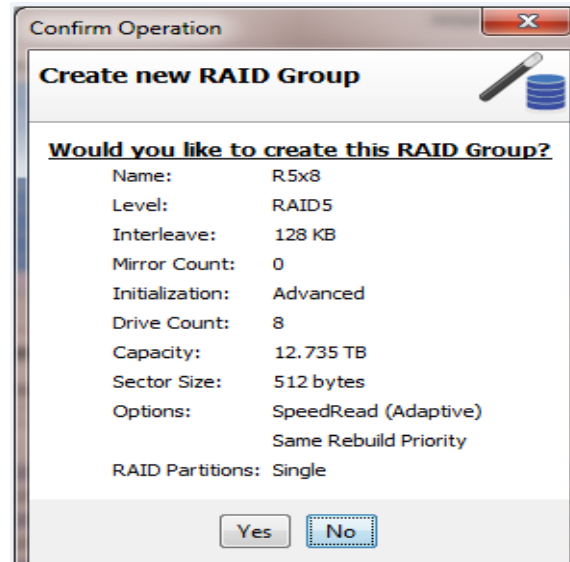 Confirm Operation
Create new RAID Group
Would you like to create this RAID Group?
Name: R5x8
Level: RAID5
Interleave: 128 KB
Mirror Count: 0
Initialization: Advanced
Drive Count: 8
Capacity: 12.735 TB
Sector Size: 512 bytes
Options: SpeedRead (Adaptive)
Same Rebuild Priority
RAID Partitions: Single
Yes No